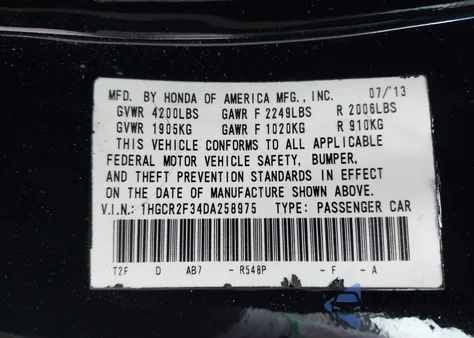 MFD. BY HONDA OF AMERICA MFG., INC. 07/'13
GVWR 4200LBS GAWR F 2249LBS R 2006LBS
GVWR 1905KG GAWR F 1020KG R 910KG
THIS VEHICLE CONFORMS TO ALL APPLICABLE
FEDERAL MOTOR VEHICLE SAFETY, BUMPER,
AND THEFT PREVENTION STANDARDS IN EFFECT
ON THE DATE OF MANUFACTURE SHOWN ABOVE.
V.I.N.: 1HGCR2F34DA258975 TYPE: PASSENGER CAR
T2F D AB7 - R548P - F - A